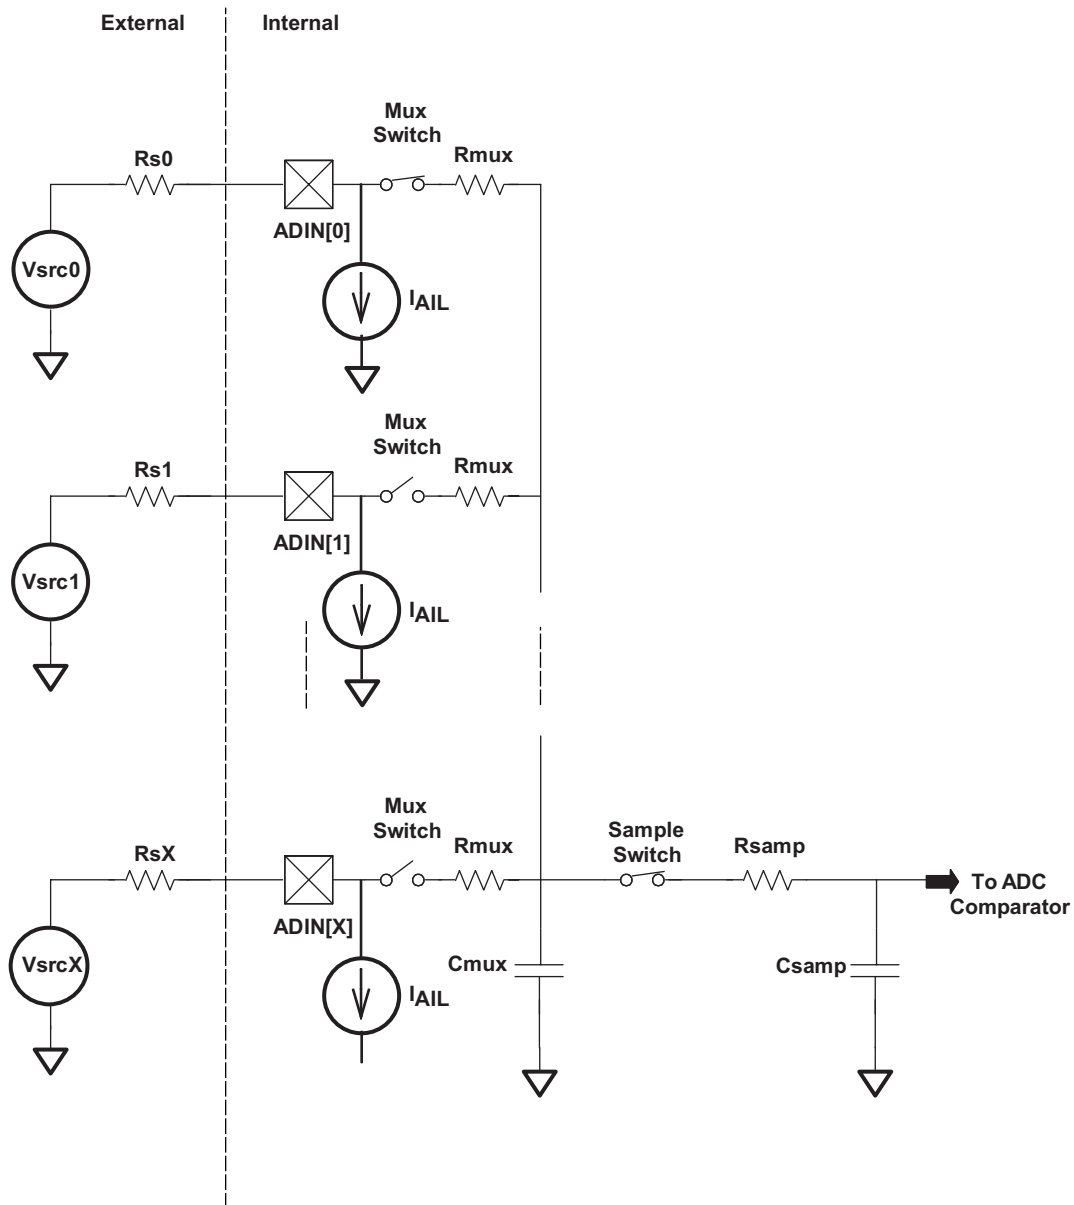 External
Internal
Mux
Switch
Rs0
Rmux
ADIN[0]
Vsrc0
IAIL
Mux
Switch
Rs1
Rmux
ADIN[1]
Vsrc1
IAIL
Mux
Switch
RsX
Rmux
Sample
Switch
Rsamp
To ADC
Comparator
ADIN[X]
VsrcX
Cmux
Csamp
IAIL